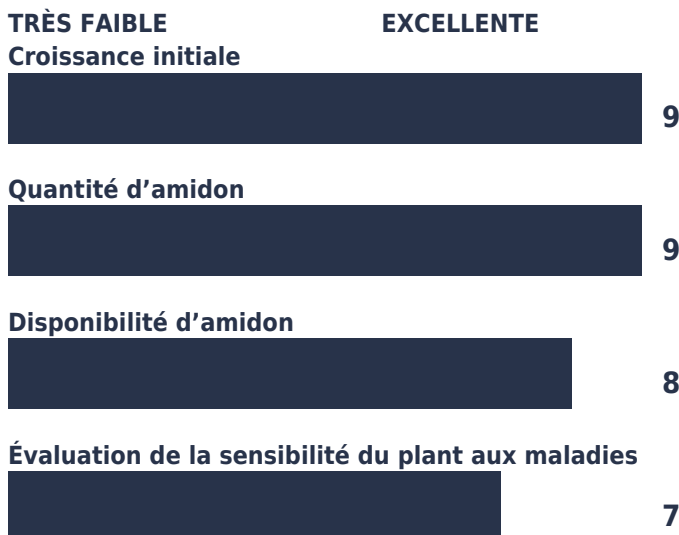 TRÈS FAIBLE EXCELLENTE
Croissance initiale
9
Quantité d’amidon
9
Disponibilité d’amidon
8
Évaluation de la sensibilité du plant aux maladies
7